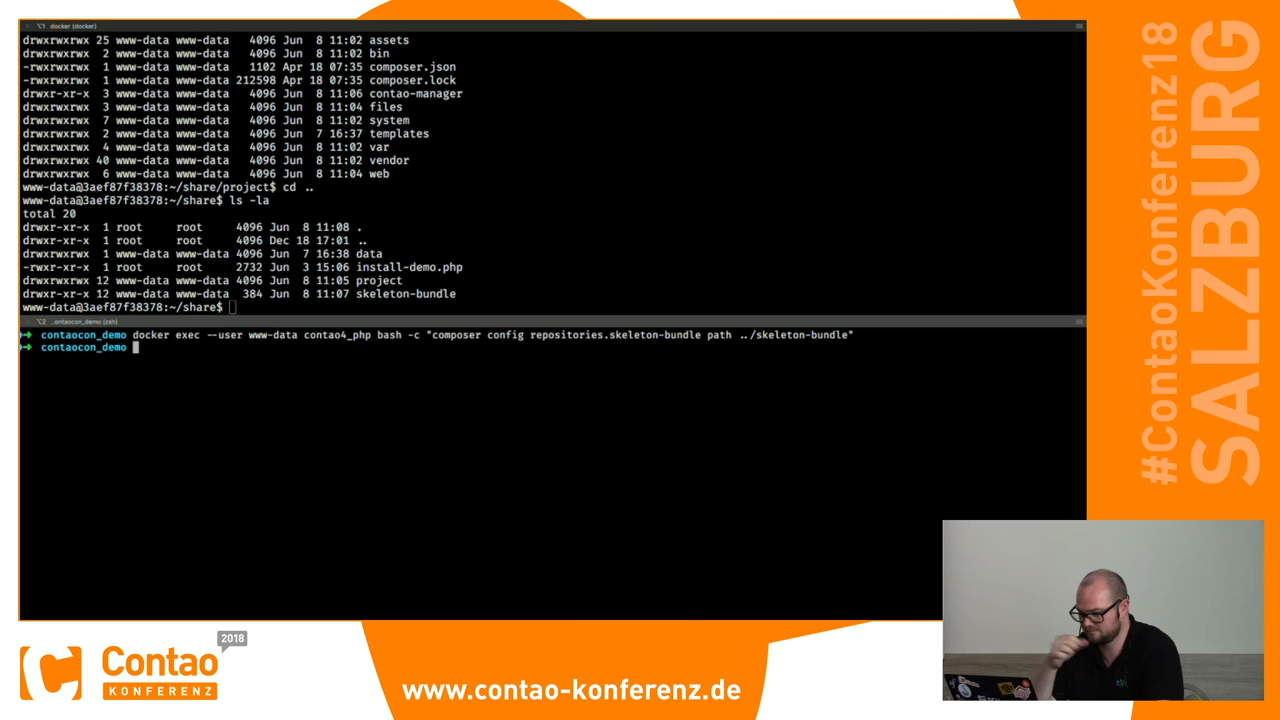 ⌥1 docker (docker)
drwxrwxrwx 25 www-data www-data 4096 Jun 8 11:02 assets
drwxrwxrwx 2 www-data www-data 4096 Jun 8 11:02 bin
-rwxrwxrwx 1 www-data www-data 1102 Apr 18 07:35 composer.json
-rwxrwxrwx 1 www-data www-data 212598 Apr 18 07:35 composer.lock
drwxr-xr-x 3 www-data www-data 4096 Jun 8 11:06 contao-manager
drwxrwxrwx 3 www-data www-data 4096 Jun 8 11:04 files
drwxrwxrwx 7 www-data www-data 4096 Jun 8 11:02 system
drwxrwxrwx 2 www-data www-data 4096 Jun 7 16:37 templates
drwxrwxrwx 4 www-data www-data 4096 Jun 8 11:02 var
drwxrwxrwx 40 www-data www-data 4096 Jun 8 11:02 vendor
drwxrwxrwx 6 www-data www-data 4096 Jun 8 11:04 web
www-data@3aef87f38378:~/share/project$ cd ..
www-data@3aef87f38378:~/share$ ls -la
total 20
drwxr-xr-x 1 root root 4096 Jun 8 11:08 .
drwxr-xr-x 1 root root 4096 Dec 18 17:01 ..
drwxrwxrwx 1 www-data www-data 4096 Jun 7 16:38 data
-rwxr-xr-x 1 root root 2732 Jun 3 15:06 install-demo.php
drwxrwxrwx 12 www-data www-data 4096 Jun 8 11:05 project
drwxr-xr-x 12 www-data www-data 384 Jun 8 11:07 skeleton-bundle
www-data@3aef87f38378:~/share$
⌥2 ..ontaocon_demo (zsh)
➜ contaocon_demo docker exec --user www-data contao4_php bash -c "composer config repositories.skeleton-bundle path ../skeleton-bundle"
➜ contaocon_demo
#ContaoKonferenz18
SALZBURG
2018
Contao
KONFERENZ
www.contao-konferenz.de